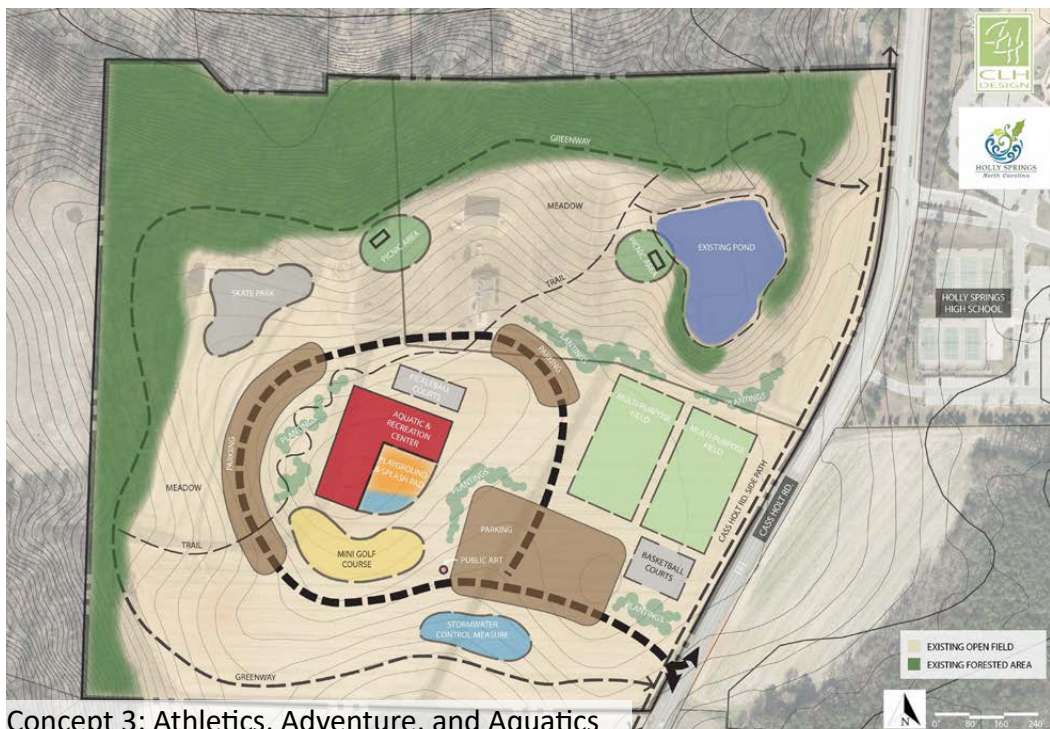 CLH
DESIGN
HOLLY SPRINGS
North Carolina
GREENWAY
MEADOW
PICNIC AREA
PICNIC AREA
EXISTING POND
SKATE PARK
TRAIL
HOLLY SPRINGS
HIGH SCHOOL
PLANTINGS
PARKING
PLANTINGS
PICKLEBALL
COURTS
MULTI-PURPOSE
FIELD
MULTI-PURPOSE
FIELD
AQUATIC &
RECREATION
CENTER
PLANTINGS
PARKING
PLAYGROUND
& SPLASH PAD
PLANTINGS
MEADOW
TRAIL
PARKING
CASS HOLT RD. SIDE PATH
CASS HOLT RD.
MINI GOLF
COURSE
PUBLIC ART
BASKETBALL
COURTS
PLANTINGS
STORMWATER
CONTROL MEASURE
GREENWAY
EXISTING OPEN FIELD
EXISTING FORESTED AREA
N
0' 80' 160' 240'
Concept 3: Athletics, Adventure, and Aquatics